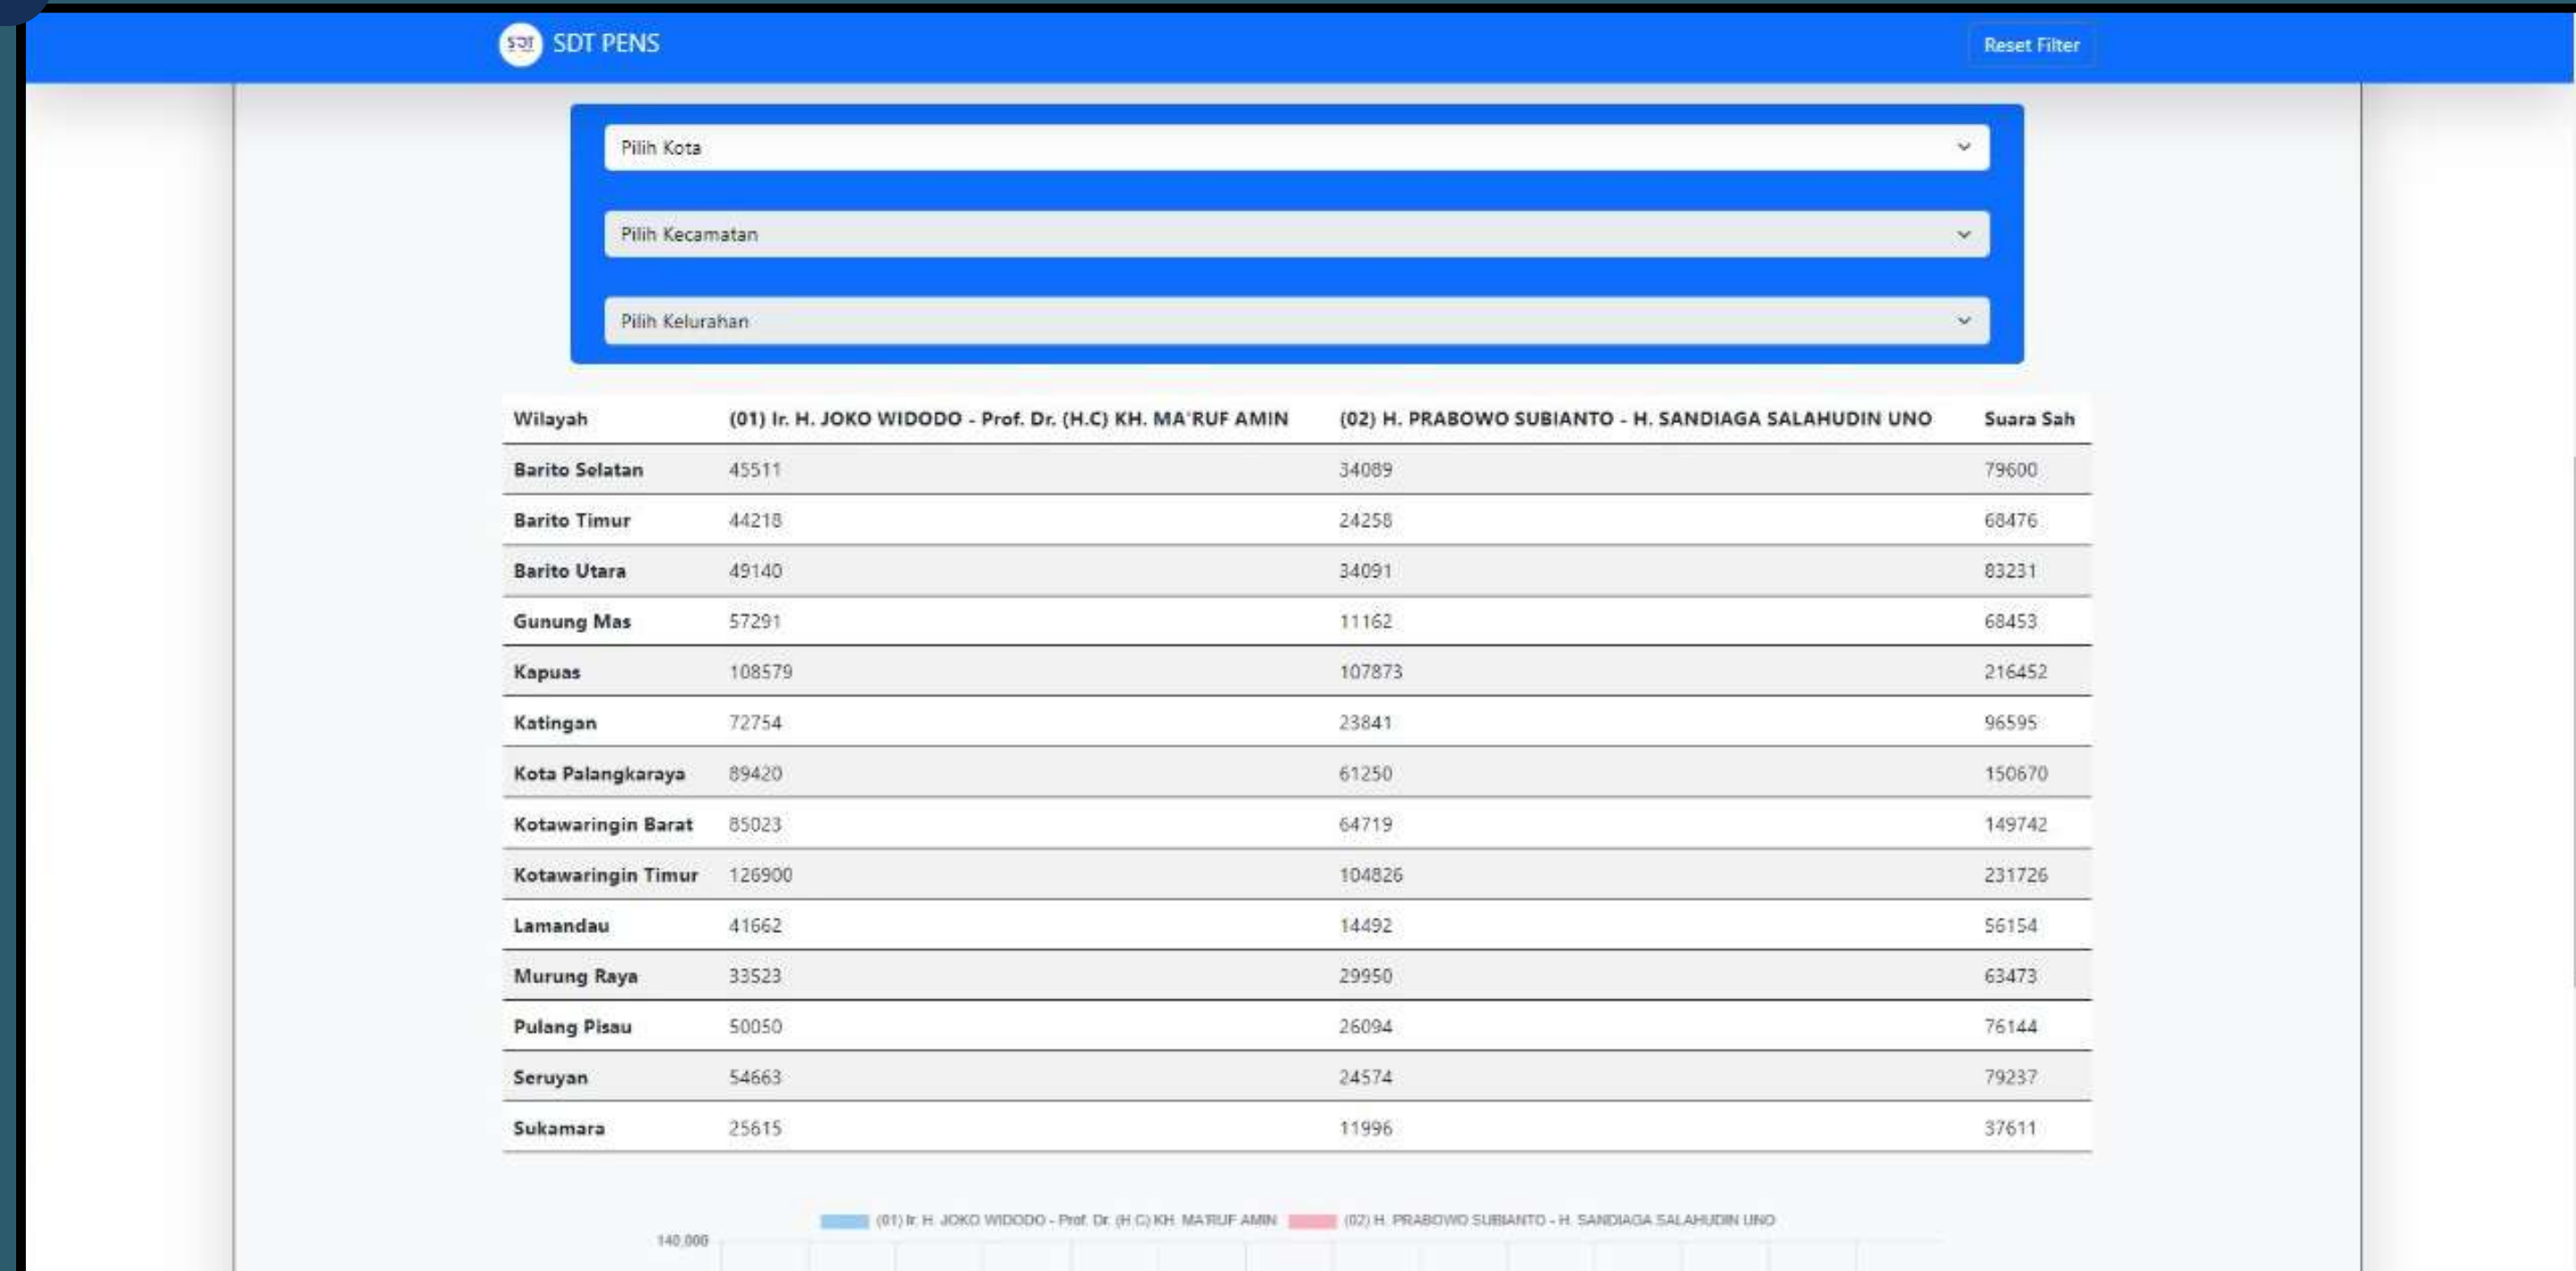 SDT SDT PENS Reset Filter
Pilih Kota
Pilih Kecamatan
Pilih Kelurahan
Wilayah (01) Ir. H. JOKO WIDODO - Prof. Dr. (H.C) KH. MA'RUF AMIN (02) H. PRABOWO SUBIANTO - H. SANDIAGA SALAHUDIN UNO Suara Sah
Barito Selatan 45511 34089 79600
Barito Timur 44218 24258 68476
Barito Utara 49140 34091 83231
Gunung Mas 57291 11162 68453
Kapuas 108579 107873 216452
Katingan 72754 23841 96595
Kota Palangkaraya 89420 61250 150670
Kotawaringin Barat 85023 64719 149742
Kotawaringin Timur 126900 104826 231726
Lamandau 41662 14492 56154
Murung Raya 33523 29950 63473
Pulang Pisau 50050 26094 76144
Seruyan 54663 24574 79237
Sukamara 25615 11996 37611
(01) Ir. H. JOKO WIDODO - Prof. Dr. (H.C) KH. MA'RUF AMIN (02) H. PRABOWO SUBIANTO - H. SANDIAGA SALAHUDIN UNO
140,000